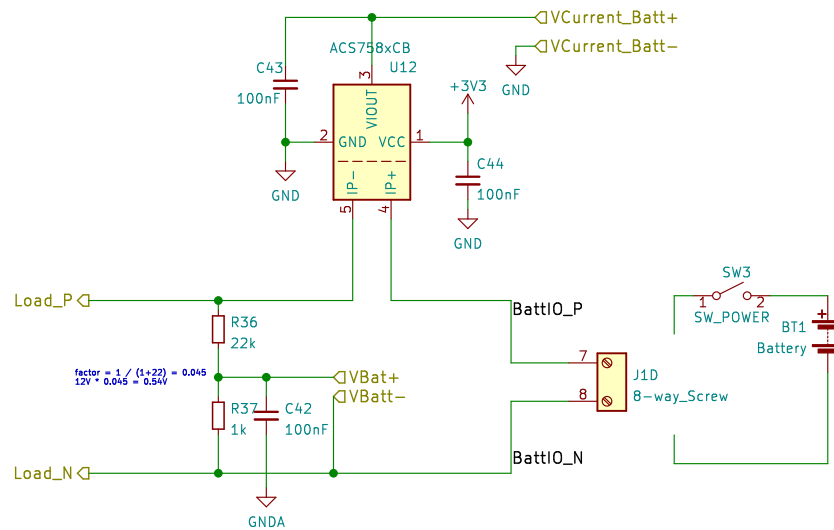 VCurrent_Batt+
ACS758xCB
VCurrent_Batt-
U12
C43
100nF
3
GND
+3V3
VIOUT
2
GND
VCC
1
C44
100nF
GND
IP-
IP+
5
4
GND
Load_P
BattIO_P
SW3
1
2
SW_POWER
R36
22k
BT1
+
Battery
7
J1D
8-way_Screw
8
factor = 1 / (1+22) = 0.045
12V * 0.045 = 0.54V
VBat+
VBatt-
R37
1k
C42
100nF
BattIO_N
Load_N
GNDA